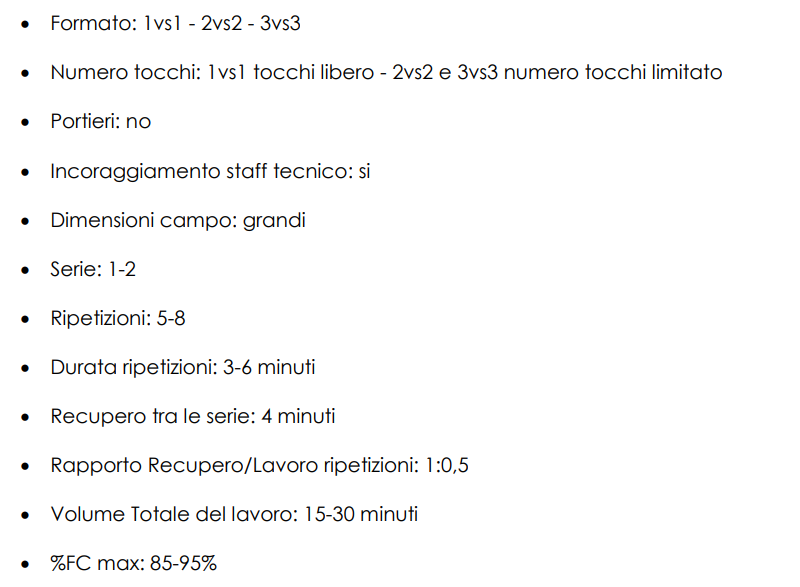 • Formato: 1vs1 - 2vs2 - 3vs3
• Numero tocchi: 1vs1 tocchi libero - 2vs2 e 3vs3 numero tocchi limitato
• Portieri: no
• Incoraggiamento staff tecnico: si
• Dimensioni campo: grandi
• Serie: 1-2
• Ripetizioni: 5-8
• Durata ripetizioni: 3-6 minuti
• Recupero tra le serie: 4 minuti
• Rapporto Recupero/Lavoro ripetizioni: 1:0,5
• Volume Totale del lavoro: 15-30 minuti
• %FC max: 85-95%